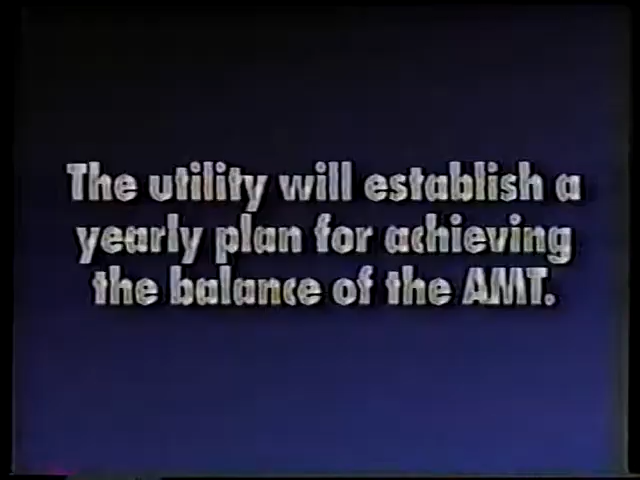 The utility will establish a
yearly plan for achieving
the balance of the AMT.